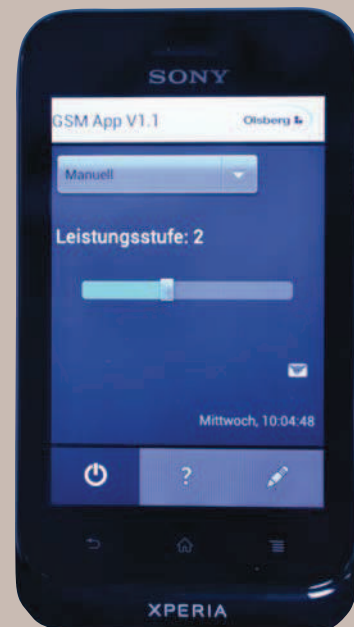 SONY
GSM App V1.1
Olsberg
Manuell
Leistungsstufe: 2
Mittwoch, 10:04:48
?
XPERIA